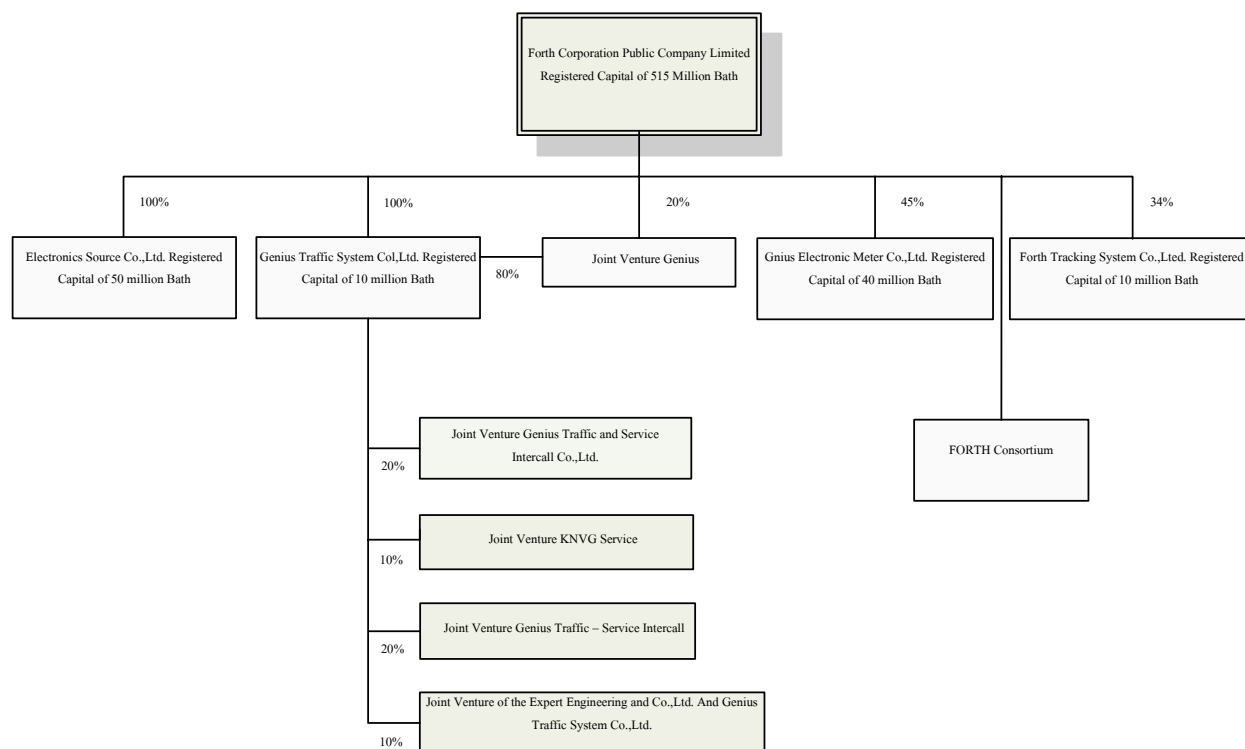 Forth Corporation Public Company Limited
Registered Capital of 515 Million Bath
100%
100%
20%
45%
34%
Electronics Source Co.,Ltd. Registered
Capital of 50 million Bath
Genius Traffic System Col,Ltd. Registered
Capital of 10 million Bath
80%
Joint Venture Genius
Gnius Electronic Meter Co.,Ltd. Registered
Capital of 40 million Bath
Forth Tracking System Co.,Lted. Registered
Capital of 10 million Bath
Joint Venture Genius Traffic and Service
Intercall Co.,Ltd.
20%
FORTH Consortium
Joint Venture KNVG Service
10%
Joint Venture Genius Traffic – Service Intercall
20%
Joint Venture of the Expert Engineering and Co.,Ltd. And Genius
Traffic System Co.,Ltd.
10%